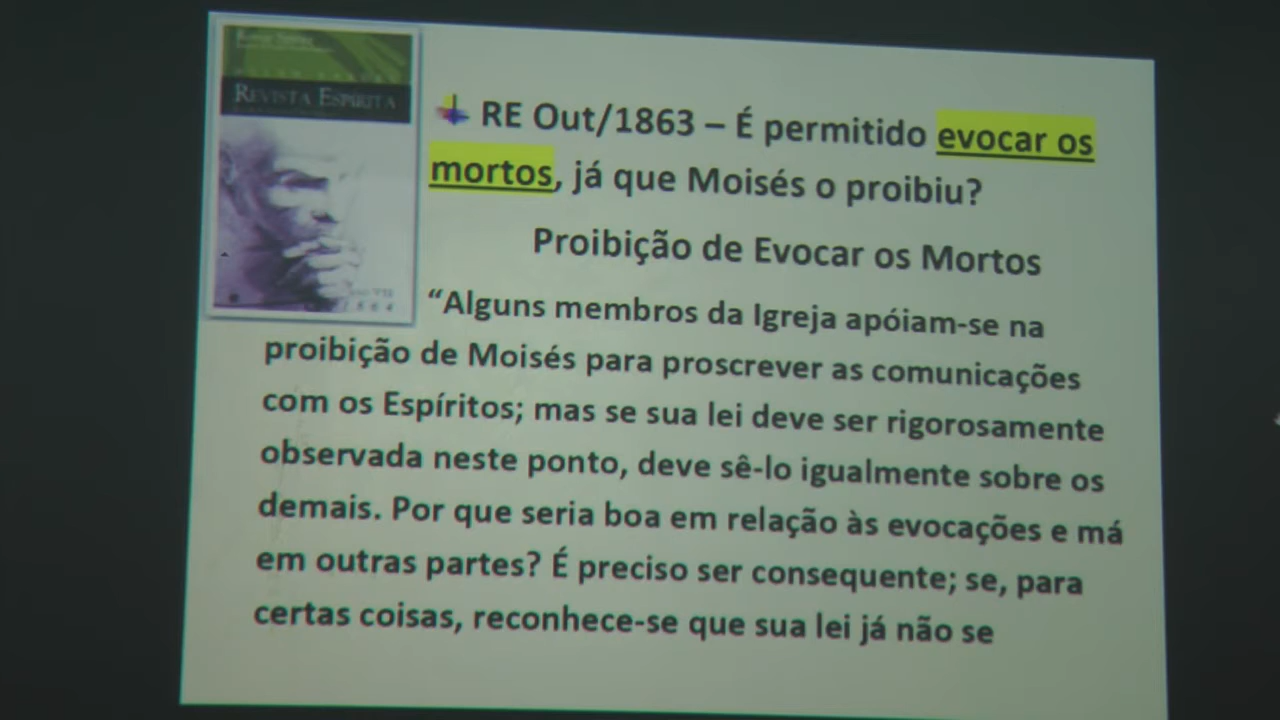 REVISTA ESPÍRITA
RE Out/1863 – É permitido evocar os
mortos, já que Moisés o proibiu?
Proibição de Evocar os Mortos
“Alguns membros da Igreja apóiam-se na
proibição de Moisés para proscrever as comunicações
com os Espíritos; mas se sua lei deve ser rigorosamente
observada neste ponto, deve sê-lo igualmente sobre os
demais. Por que seria boa em relação às evocações e má
em outras partes? É preciso ser consequente; se, para
certas coisas, reconhece-se que sua lei já não se